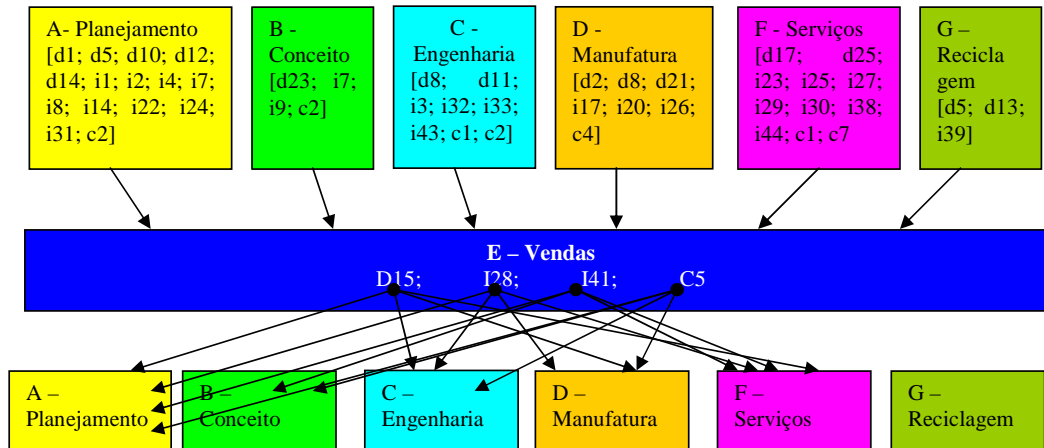 A- Planejamento
[d1; d5; d10; d12;
d14; i1; i2; i4; i7;
i8; i14; i22; i24;
i31; c2]
B -
Conceito
[d23; i7;
i9; c2]
C -
Engenharia
[d8; d11;
i3; i32; i33;
i43; c1; c2]
D -
Manufatura
[d2; d8; d21;
i17; i20; i26;
c4]
F - Serviços
[d17; d25;
i23; i25; i27;
i29; i30; i38;
i44; c1; c7
G –
Recicla
gem
[d5; d13;
i39]
E – Vendas
D15; I28; I41; C5
A –
Planejamento
B –
Conceito
C –
Engenharia
D –
Manufatura
F –
Serviços
G –
Reciclagem